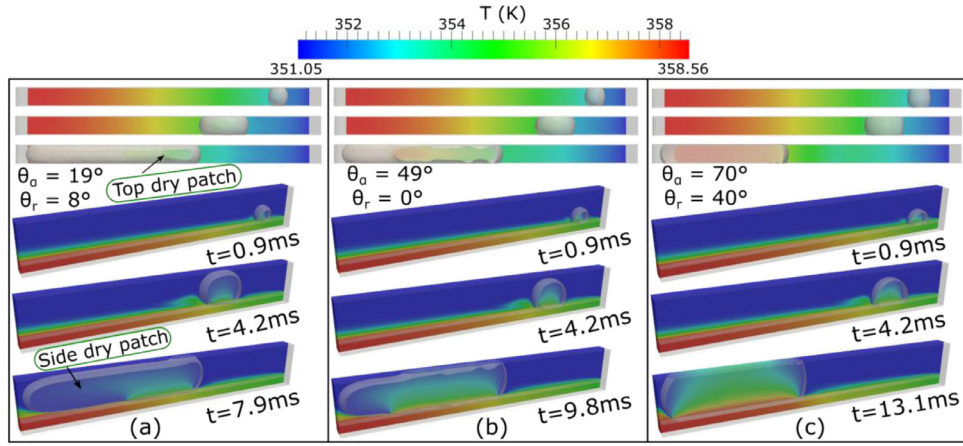 T (K)
352 354 356 358
351.05 358.56
θa = 19°
θr = 8°
Top dry patch
t=0.9ms
t=4.2ms
Side dry patch
t=7.9ms
(a)
θa = 49°
θr = 0°
t=0.9ms
t=4.2ms
t=9.8ms
(b)
θa = 70°
θr = 40°
t=0.9ms
t=4.2ms
t=13.1ms
(c)